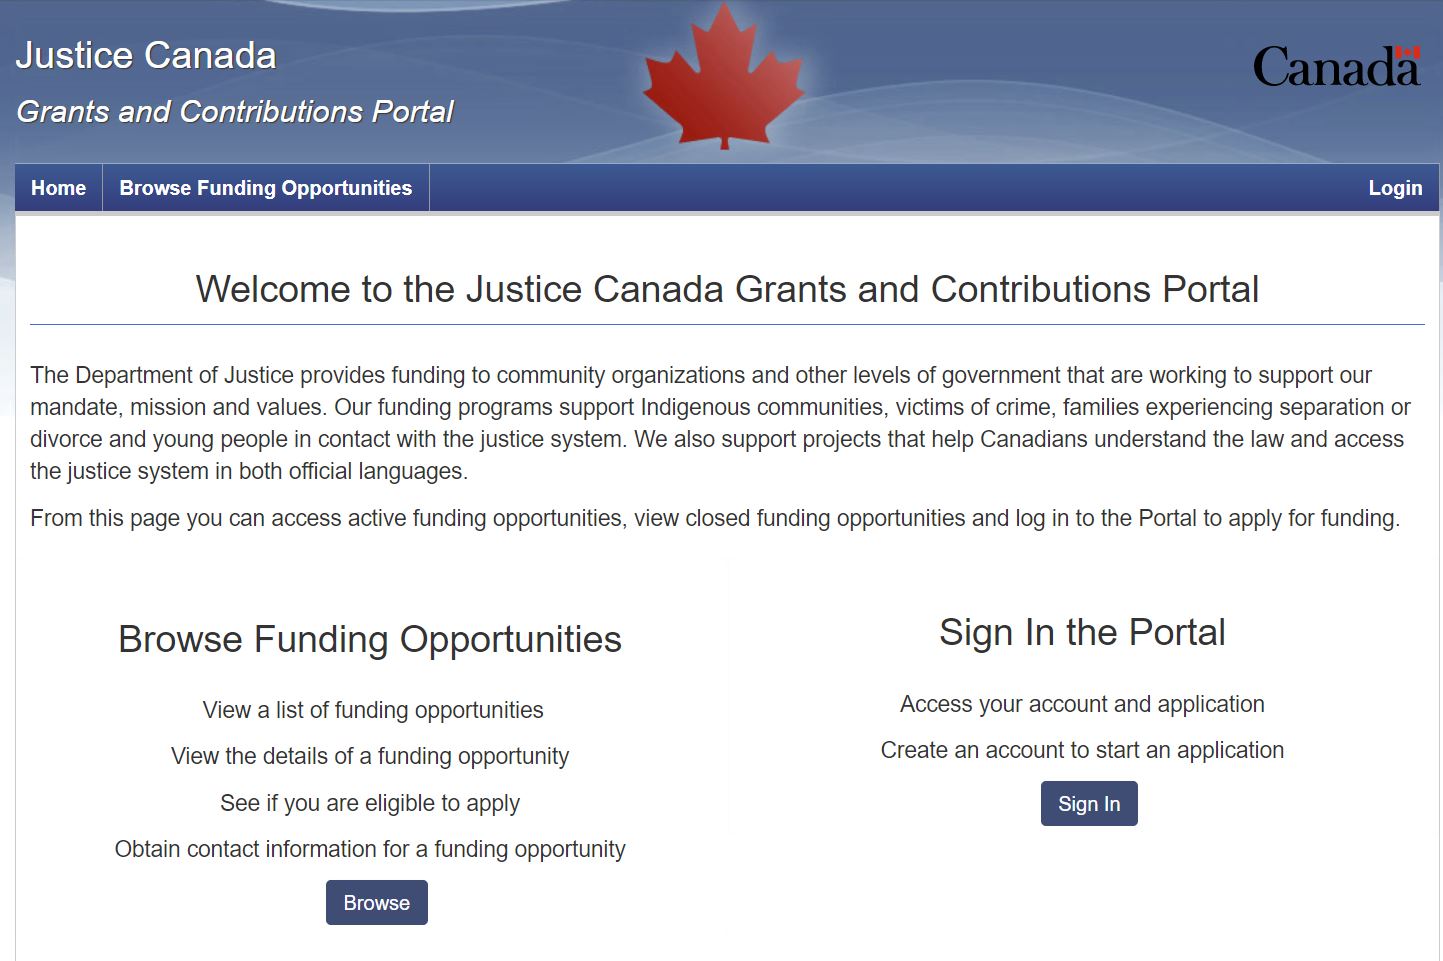 Justice Canada
Grants and Contributions Portal
Canada
Home
Browse Funding Opportunities
Login
Welcome to the Justice Canada Grants and Contributions Portal
The Department of Justice provides funding to community organizations and other levels of government that are working to support our
mandate, mission and values. Our funding programs support Indigenous communities, victims of crime, families experiencing separation or
divorce and young people in contact with the justice system. We also support projects that help Canadians understand the law and access
the justice system in both official languages.
From this page you can access active funding opportunities, view closed funding opportunities and log in to the Portal to apply for funding.
Browse Funding Opportunities
View a list of funding opportunities
View the details of a funding opportunity
See if you are eligible to apply
Obtain contact information for a funding opportunity
Browse
Sign In the Portal
Access your account and application
Create an account to start an application
Sign In